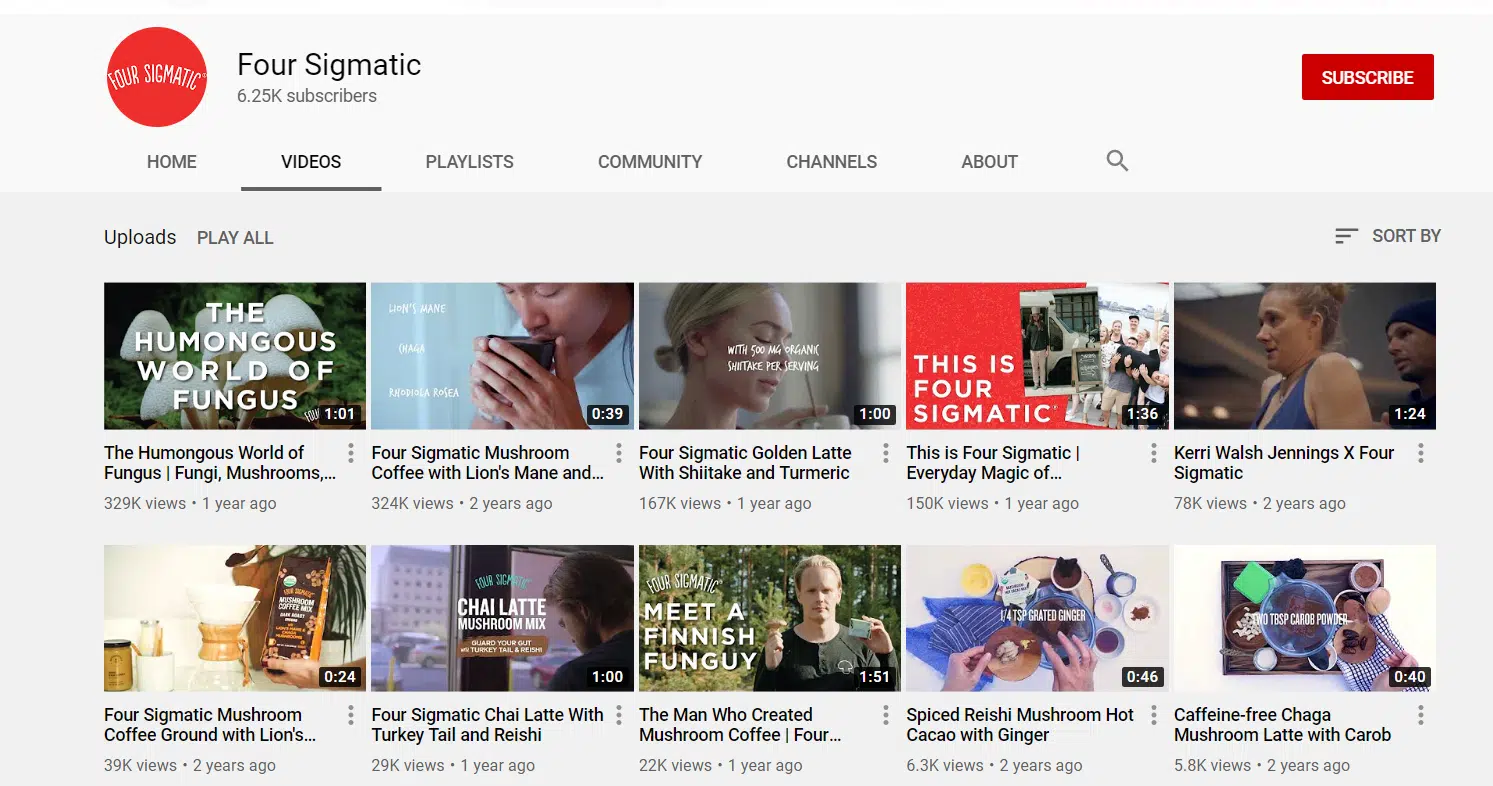 FOUR SIGMATIC®
Four Sigmatic
6.25K subscribers
SUBSCRIBE
HOME VIDEOS PLAYLISTS COMMUNITY CHANNELS ABOUT
Uploads PLAY ALL
SORT BY
THE
HUMONGOUS
WORLD OF
FUNGUS
FOUR
1:01
LION'S MANE
CHAGA
RHODIOLA ROSEA
0:39
WITH 500 MG ORGANIC
SHIITAKE PER SERVING
1:00
THIS IS
FOUR
SIGMATIC®
1:36
1:24
The Humongous World of
Fungus | Fungi, Mushrooms,...
329K views • 1 year ago
Four Sigmatic Mushroom
Coffee with Lion's Mane and...
324K views • 2 years ago
Four Sigmatic Golden Latte
With Shiitake and Turmeric
167K views • 1 year ago
This is Four Sigmatic |
Everyday Magic of...
150K views • 1 year ago
Kerri Walsh Jennings X Four
Sigmatic
78K views • 2 years ago
FOUR SIGMATIC
MUSHROOM
COFFEE MIX
DARK ROAST
0:24
FOUR SIGMATIC
CHAI LATTE
MUSHROOM MIX
GUARD YOUR GUT
WITH TURKEY TAIL & REISHI
1:00
FOUR SIGMATIC®
MEET A
FINNISH
FUNGUY
1:51
1/4 TSP GRATED GINGER
0:46
TWO TBSP CAROB POWDER
0:40
Four Sigmatic Mushroom
Coffee Ground with Lion's...
39K views • 2 years ago
Four Sigmatic Chai Latte With
Turkey Tail and Reishi
29K views • 1 year ago
The Man Who Created
Mushroom Coffee | Four...
22K views • 1 year ago
Spiced Reishi Mushroom Hot
Cacao with Ginger
6.3K views • 2 years ago
Caffeine-free Chaga
Mushroom Latte with Carob
5.8K views • 2 years ago